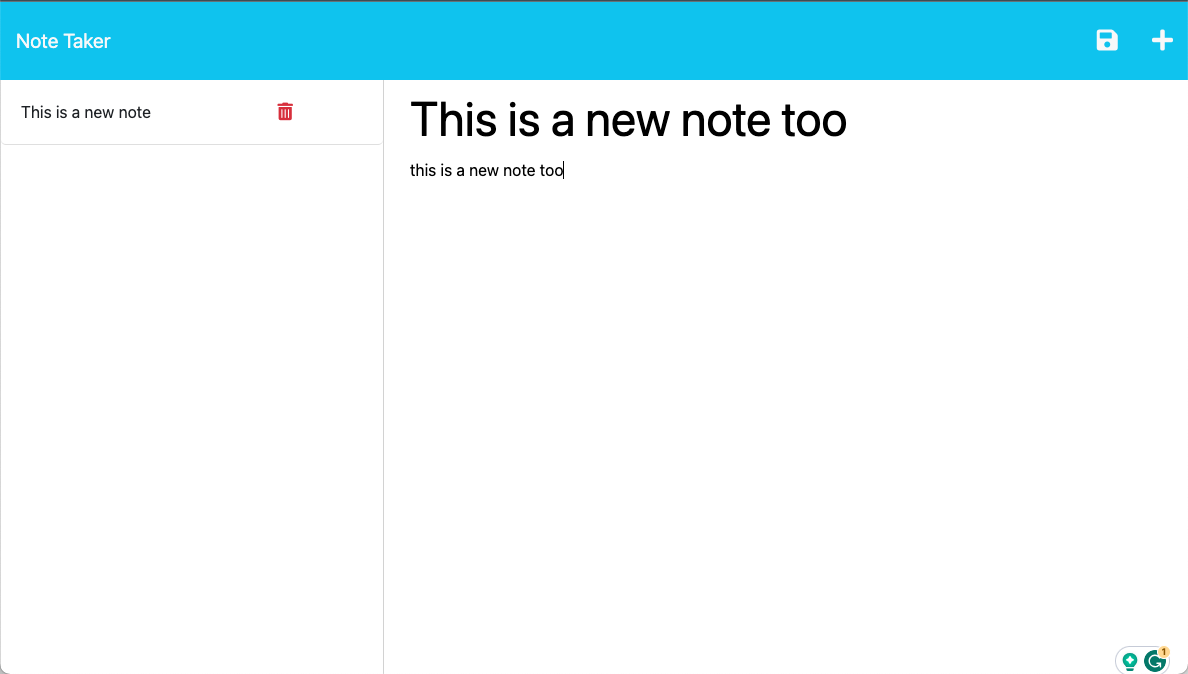 Note Taker
This is a new note
This is a new note too
this is a new note too
1